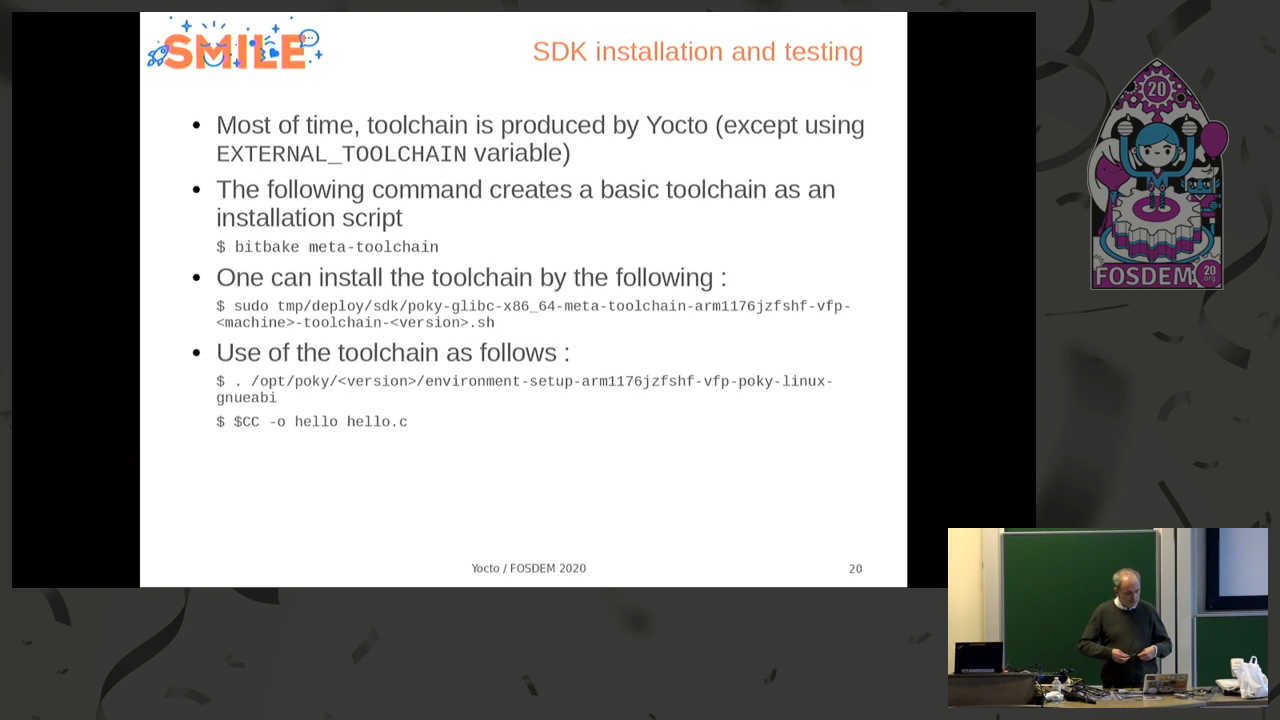 SMILE
SDK installation and testing
• Most of time, toolchain is produced by Yocto (except using
EXTERNAL_TOOLCHAIN variable)
• The following command creates a basic toolchain as an
installation script
$ bitbake meta-toolchain
• One can install the toolchain by the following :
$ sudo tmp/deploy/sdk/poky-glibc-x86_64-meta-toolchain-arm1176jzfshf-vfp-
<machine>-toolchain-<version>.sh
• Use of the toolchain as follows :
$ . /opt/poky/<version>/environment-setup-arm1176jzfshf-vfp-poky-linux-
gnueabi
$ $CC -o hello hello.c
Yocto / FOSDEM 2020
20
20
FOSDEM
20
.org